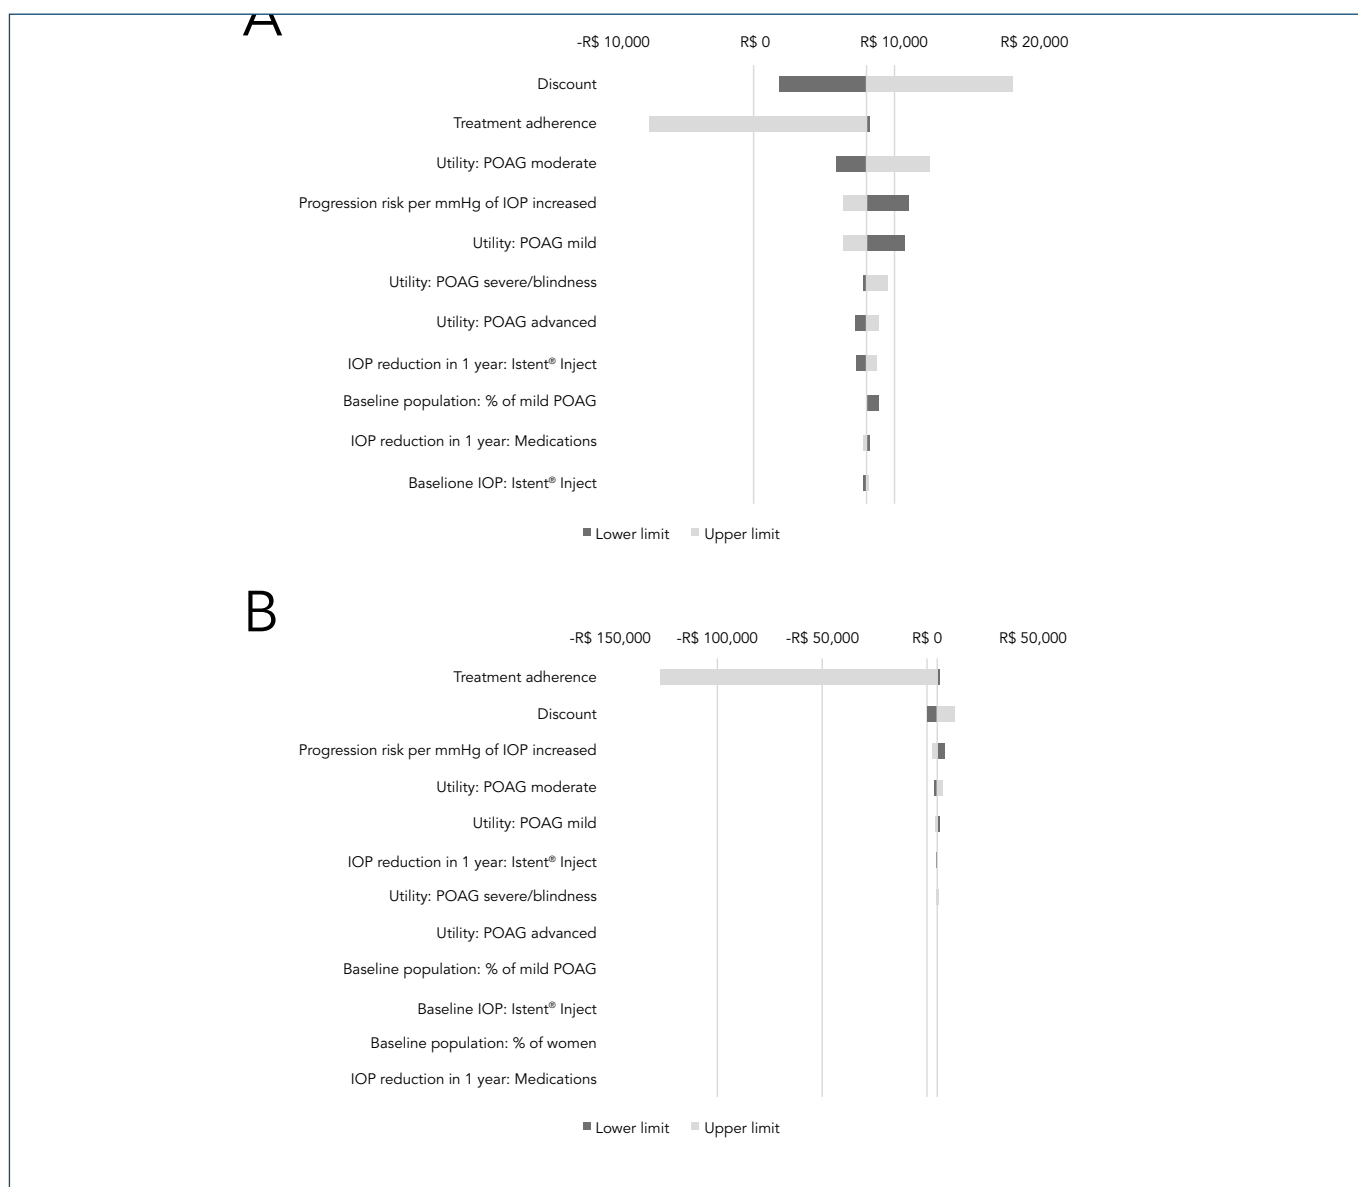 A
-R$ 10,000 R$ 0 R$ 10,000 R$ 20,000
Discount
Treatment adherence
Utility: POAG moderate
Progression risk per mmHg of IOP increased
Utility: POAG mild
Utility: POAG severe/blindness
Utility: POAG advanced
IOP reduction in 1 year: Istent® Inject
Baseline population: % of mild POAG
IOP reduction in 1 year: Medications
Baselione IOP: Istent® Inject
Lower limit Upper limit
B
-R$ 150,000 -R$ 100,000 -R$ 50,000 R$ 0 R$ 50,000
Treatment adherence
Discount
Progression risk per mmHg of IOP increased
Utility: POAG moderate
Utility: POAG mild
IOP reduction in 1 year: Istent® Inject
Utility: POAG severe/blindness
Utility: POAG advanced
Baseline population: % of mild POAG
Baseline IOP: Istent® Inject
Baseline population: % of women
IOP reduction in 1 year: Medications
Lower limit Upper limit